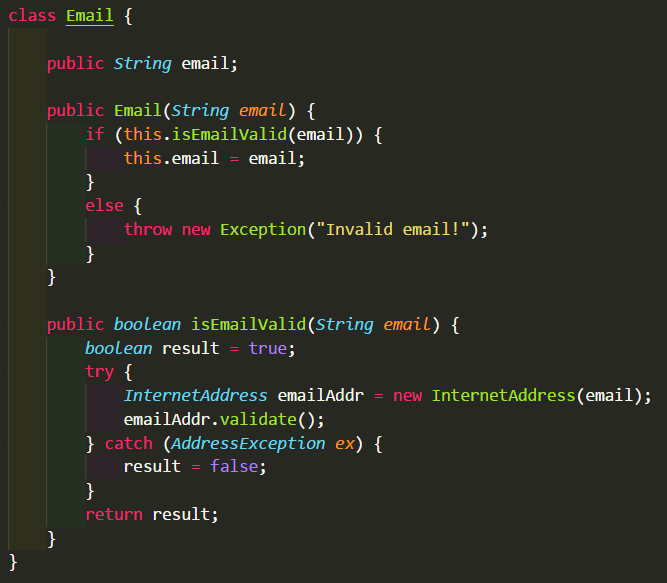 class Email {
    public String email;
    public Email(String email) {
        if (this.isEmailValid(email)) {
            this.email = email;
        }
        else {
            throw new Exception("Invalid email!");
        }
    }
    public boolean isEmailValid(String email) {
        boolean result = true;
        try {
            InternetAddress emailAddr = new InternetAddress(email);
            emailAddr.validate();
        } catch (AddressException ex) {
            result = false;
        }
        return result;
    }
}